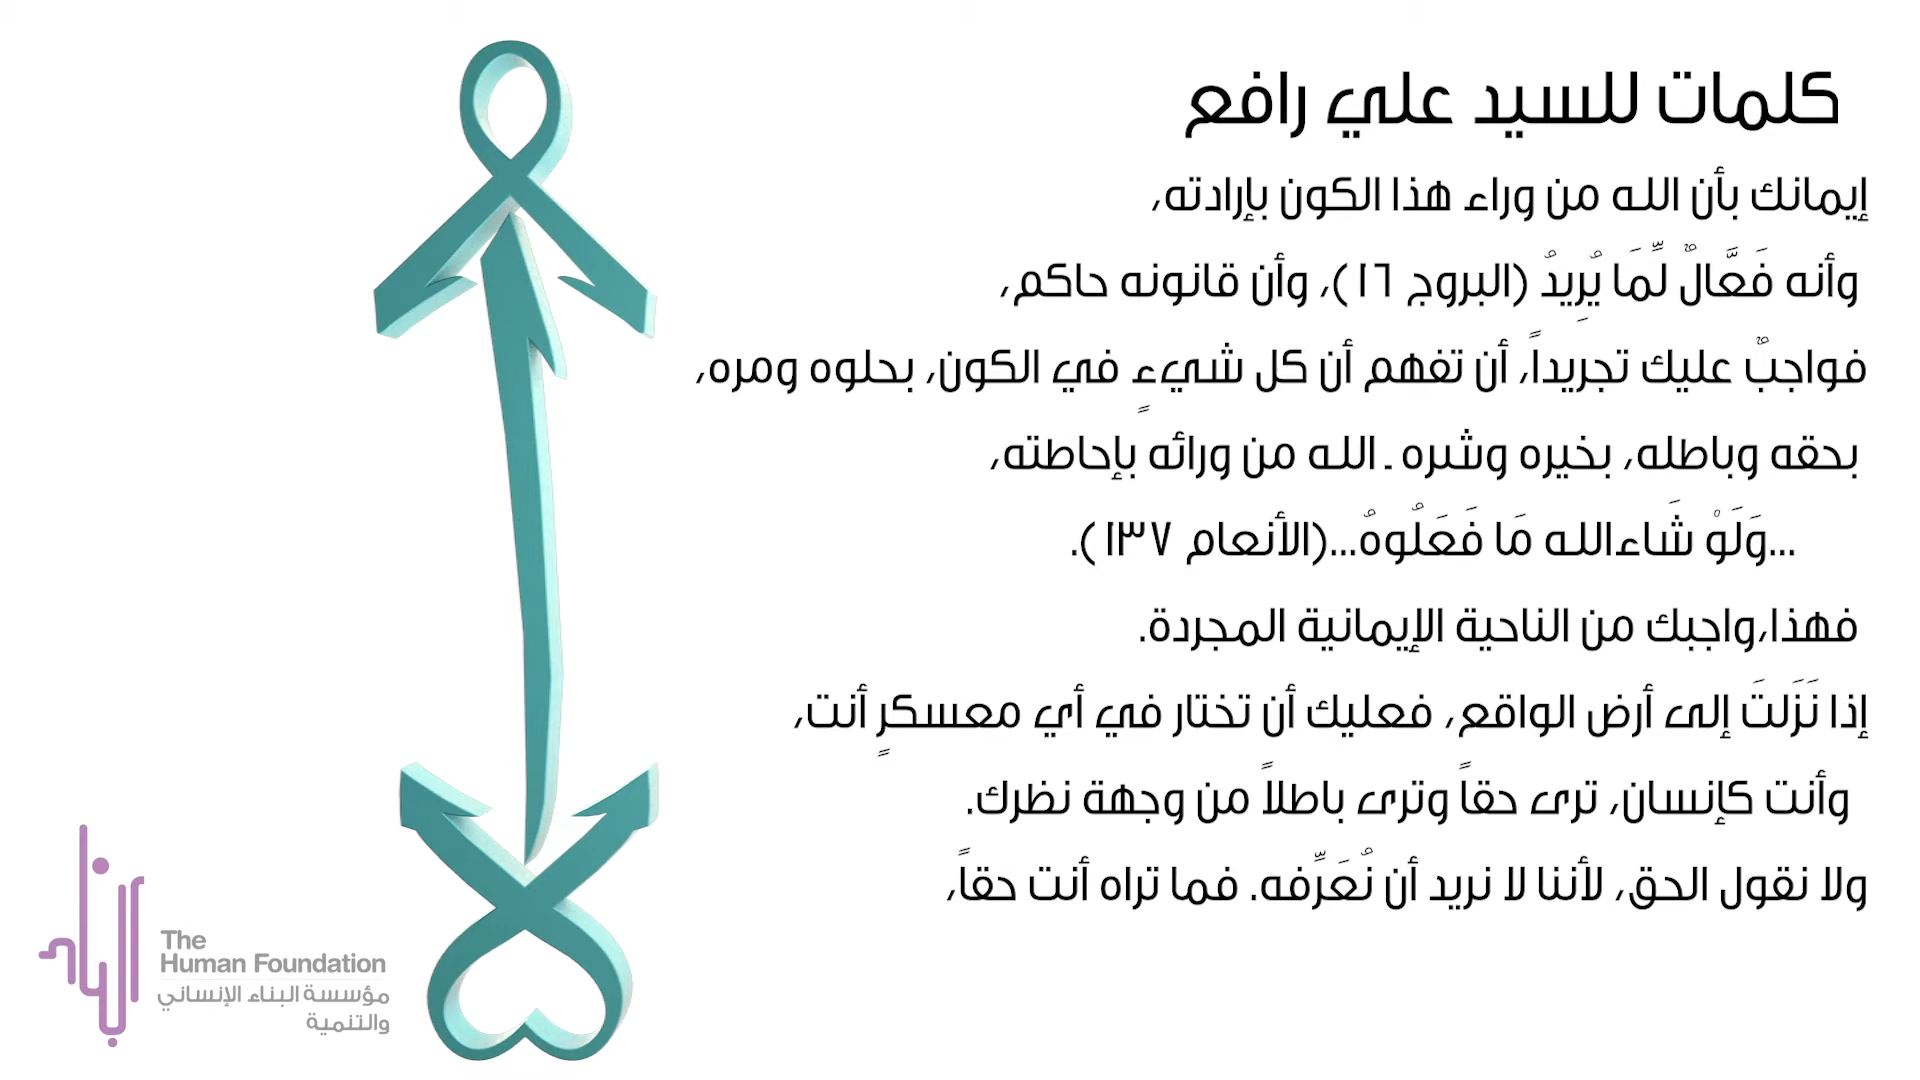 كلمات للسيد علي رافع
إيمانك بأن الله من وراء هذا الكون بإرادته،
وأنه فَعَّالٌ لِّمَا يُرِيدُ (البروج ١٦)، وأن قانونه حاكم،
فواجبٌ عليك تجريداً، أن تفهم أن كل شيءٍ في الكون، بحلوه ومره،
بحقه وباطله، بخيره وشره ـ الله من ورائه بإحاطته،
...وَلَوْ شَاءالله مَا فَعَلُوهُ...(الأنعام ١٣٧).
فهذا،واجبك من الناحية الإيمانية المجردة.
إذا نَزَلتَ إلى أرض الواقع، فعليك أن تختار في أي معسكرٍ أنت،
وأنت كإنسان، ترى حقاً وترى باطلاً من وجهة نظرك.
ولا نقول الحق، لأننا لا نريد أن نُعَرِّفه. فما تراه أنت حقاً،
The
Human Foundation
مؤسسة البناء الإنساني
والتنمية